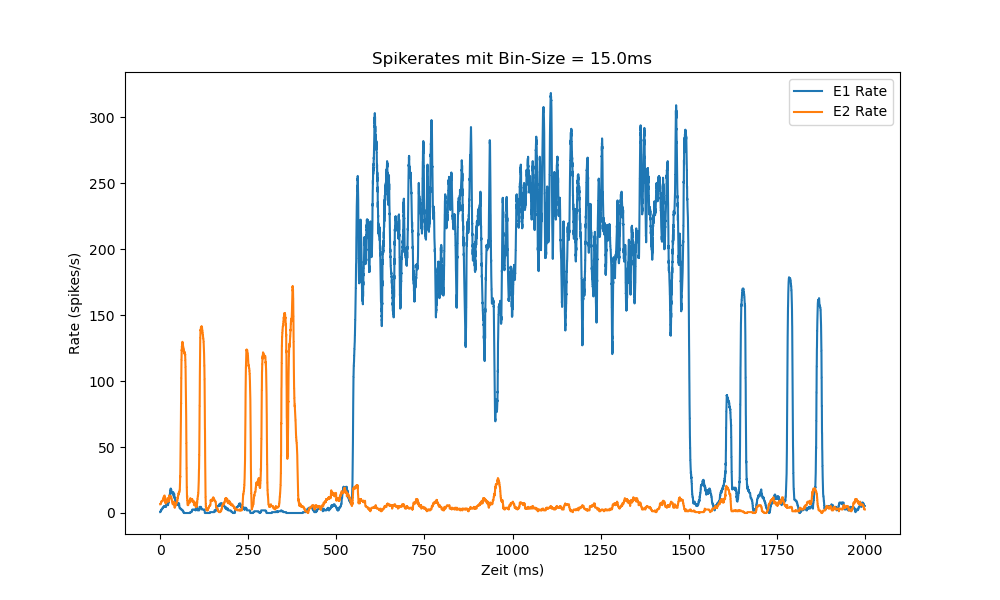 Spikerates mit Bin-Size = 15.0ms
E1 Rate
E2 Rate
Rate (spikes/s)
300
250
200
150
100
50
0
0 250 500 750 1000 1250 1500 1750 2000
Zeit (ms)